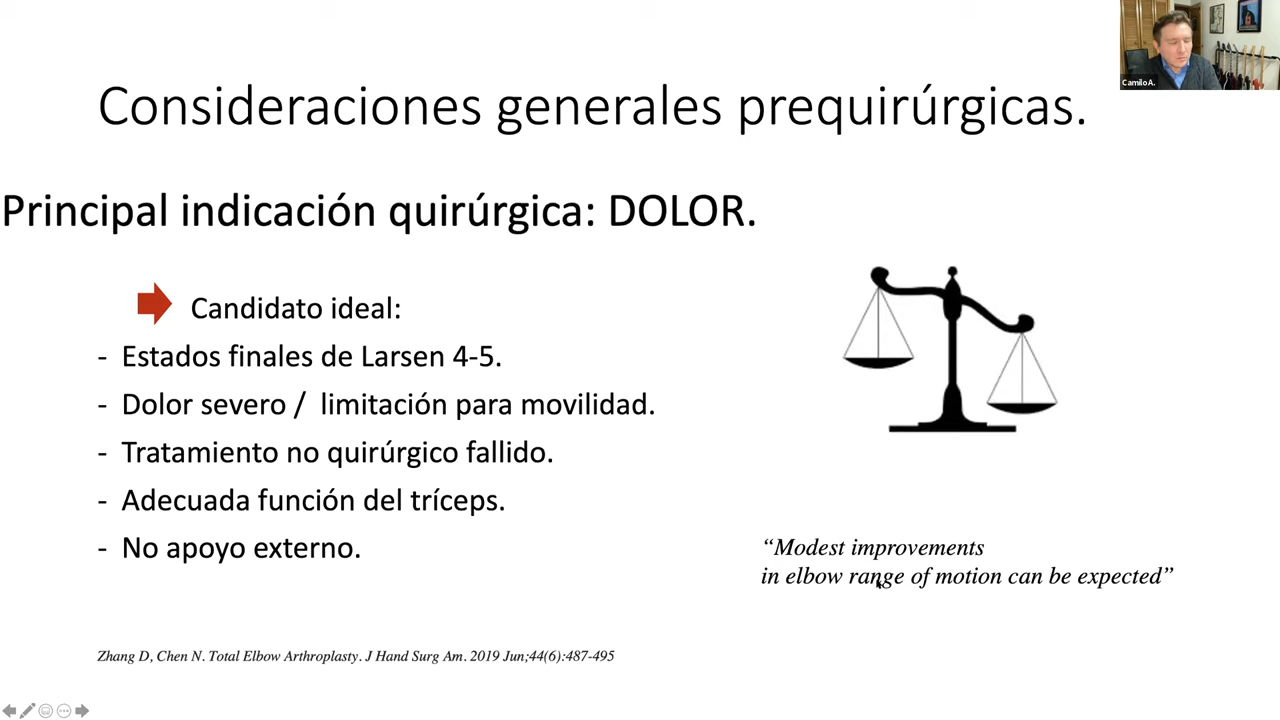 Camilo A.
Consideraciones generales prequirúrgicas.
Principal indicación quirúrgica: DOLOR.
Candidato ideal:
- Estados finales de Larsen 4-5.
- Dolor severo / limitación para movilidad.
- Tratamiento no quirúrgico fallido.
- Adecuada función del tríceps.
- No apoyo externo.
“Modest improvements
in elbow range of motion can be expected”
Zhang D, Chen N. Total Elbow Arthroplasty. J Hand Surg Am. 2019 Jun;44(6):487-495